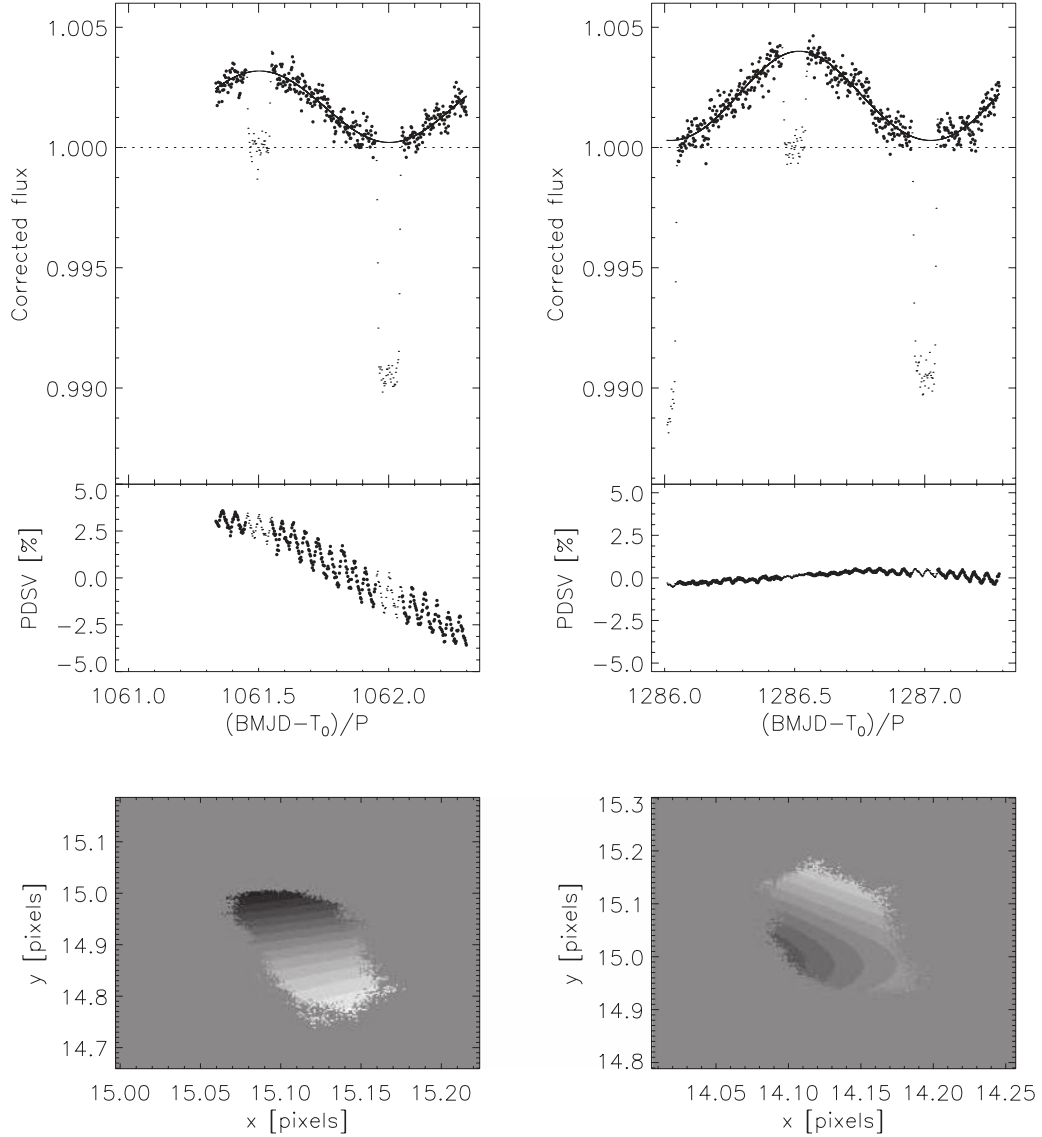 1.005
1.000
0.995
0.990
Corrected flux
5.0
2.5
0.0
−2.5
−5.0
PDSV [%]
1061.0 1061.5 1062.0
(BMJD−T₀)/P
1.005
1.000
0.995
0.990
Corrected flux
5.0
2.5
0.0
−2.5
−5.0
PDSV [%]
1286.0 1286.5 1287.0
(BMJD−T₀)/P
15.1
15.0
14.9
14.8
14.7
y [pixels]
15.00 15.05 15.10 15.15 15.20
x [pixels]
15.3
15.2
15.1
15.0
14.9
14.8
y [pixels]
14.05 14.10 14.15 14.20 14.25
x [pixels]